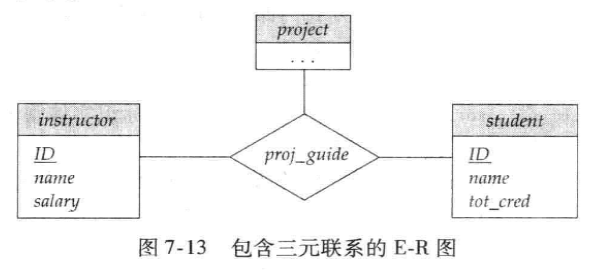 project
. . .
instructor
ID
name
salary
proj_guide
student
ID
name
tot_cred
图 7-13 包含三元联系的 E-R 图